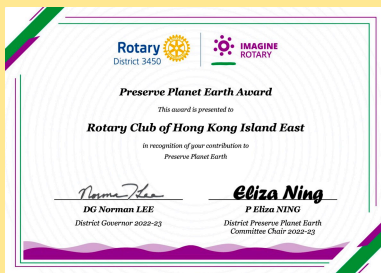 Rotary
District 3450
IMAGINE
ROTARY
Preserve Planet Earth Award
This award is presented to
Rotary Club of Hong Kong Island East
in recognition of your contribution to
Preserve Planet Earth
Norma Lee
Eliza Ning
DG Norman LEE
P Eliza NING
District Governor 2022-23
District Preserve Planet Earth
Committee Chair 2022-23